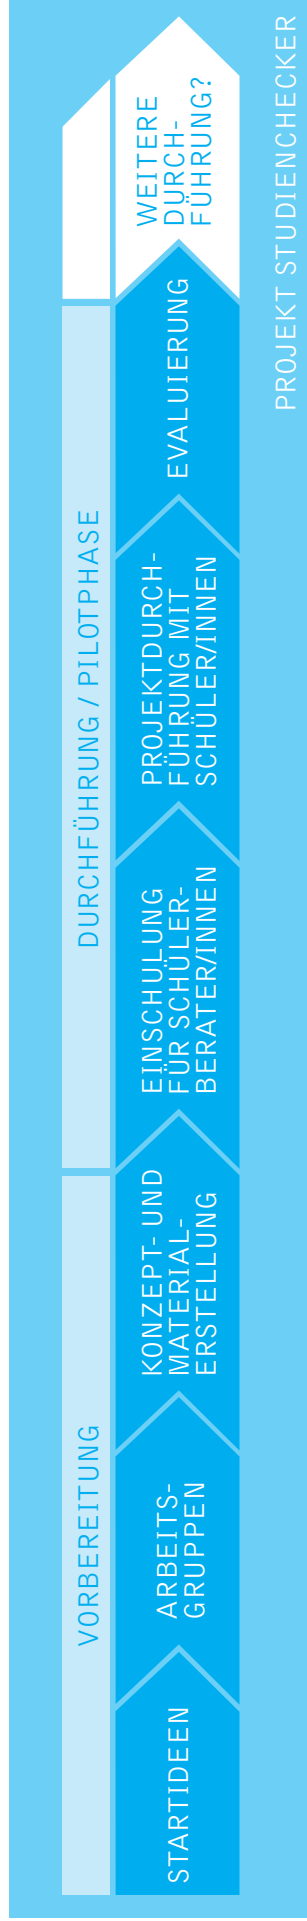 VORBEREITUNG
DURCHFÜHRUNG / PILOTPHASE
STARTIDEEN
ARBEITS-
GRUPPEN
KONZEPT- UND
MATERIAL-
ERSTELLUNG
EINSCHULUNG
FÜR SCHÜLER-
BERATER/INNEN
PROJEKTDURCH-
FÜHRUNG MIT
SCHÜLER/INNEN
EVALUIERUNG
WEITERE
DURCH-
FÜHRUNG?
PROJEKT STUDIENCHECKER